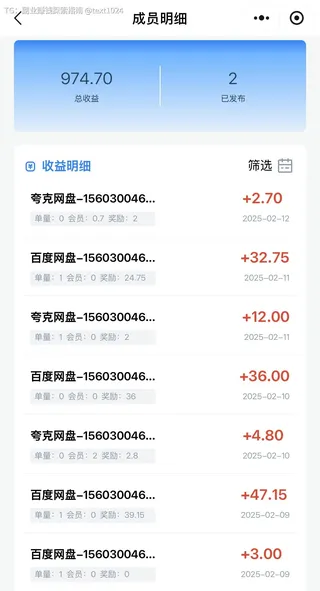 成员明细
974.70
总收益
2
已发布
收益明细
筛选
夸克网盘-156030046...
+2.70
单量：0 会员：0.7 奖励：2
2025-02-12
百度网盘-156030046...
+32.75
单量：1 会员：0 奖励：24.75
2025-02-11
夸克网盘-156030046...
+12.00
单量：1 会员：0 奖励：2
2025-02-11
百度网盘-156030046...
+36.00
单量：0 会员：0 奖励：36
2025-02-10
夸克网盘-156030046...
+4.80
单量：0 会员：2 奖励：2.8
2025-02-10
百度网盘-156030046...
+47.15
单量：1 会员：0 奖励：39.15
2025-02-09
百度网盘-156030046...
+3.00
单量：1 会员：0 奖励：0
2025-02-09